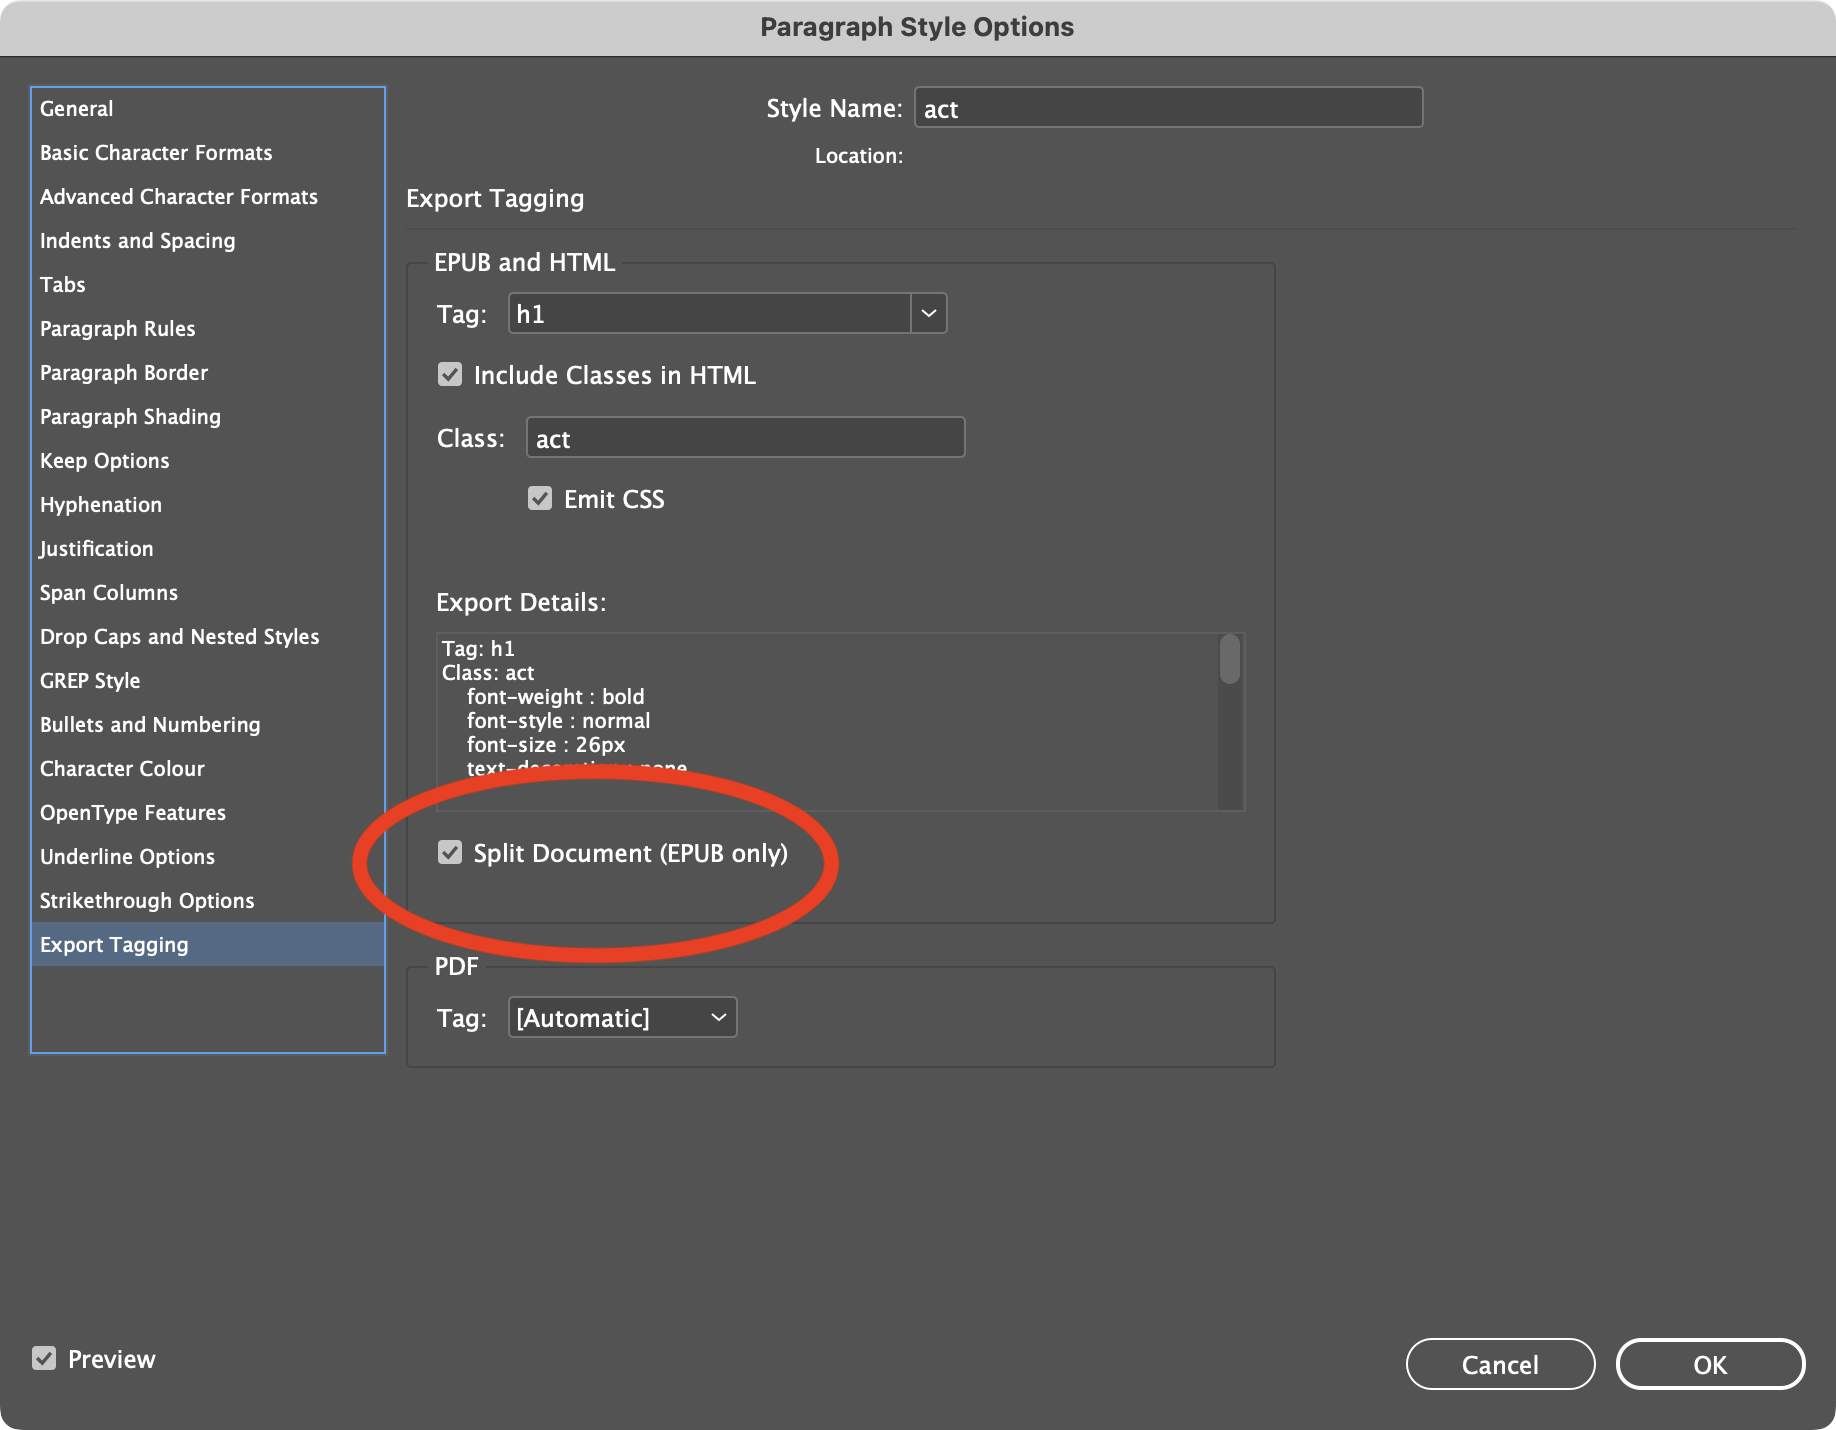 Paragraph Style Options
General
Basic Character Formats
Advanced Character Formats
Indents and Spacing
Tabs
Paragraph Rules
Paragraph Border
Paragraph Shading
Keep Options
Hyphenation
Justification
Span Columns
Drop Caps and Nested Styles
GREP Style
Bullets and Numbering
Character Colour
OpenType Features
Underline Options
Strikethrough Options
Export Tagging
Style Name: act
Location:
Export Tagging
EPUB and HTML
Tag: h1
Include Classes in HTML
Class: act
Emit CSS
Export Details:
Tag: h1
Class: act
font-weight : bold
font-style : normal
font-size : 26px
text-decoration : none
Split Document (EPUB only)
PDF
Tag: [Automatic]
Preview
Cancel
OK